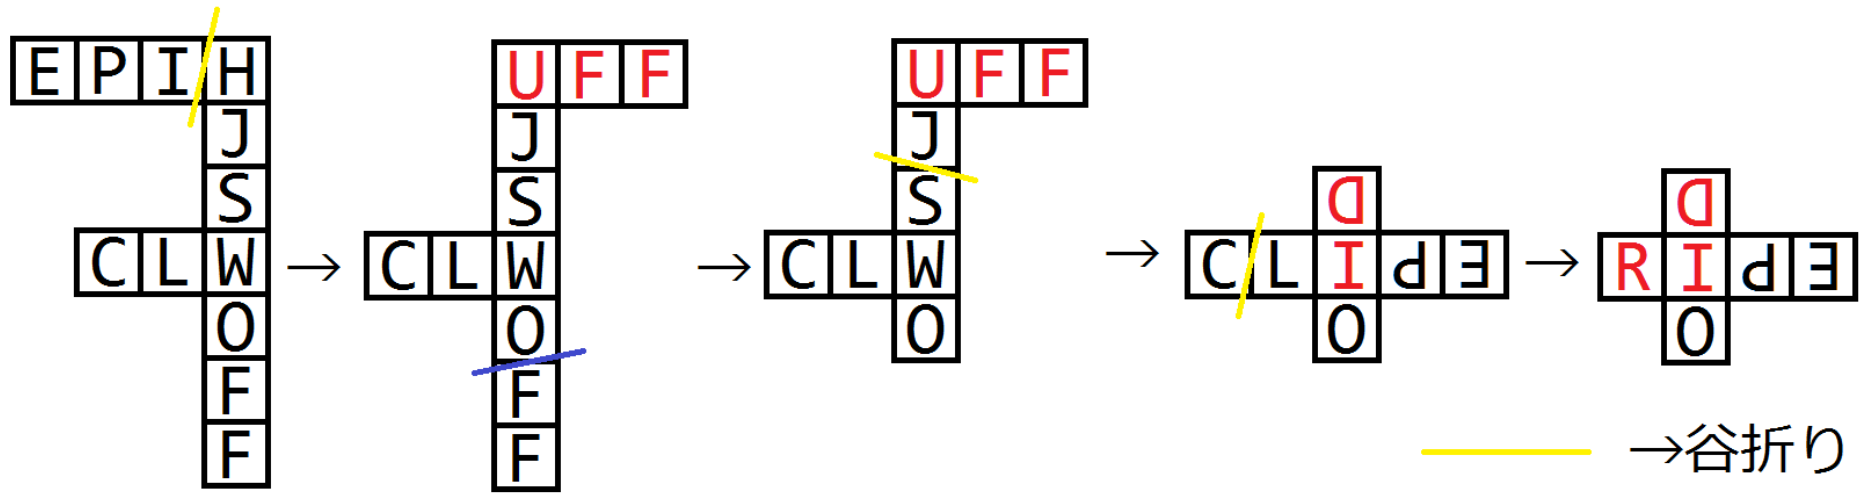 EPIH
J
S
CLW
O
F
F
→
UFF
J
S
CLW
O
F
F
→
UFF
J
S
CLW
O
→
D
CLIPE
O
→
D
RIPE
O
→谷折り